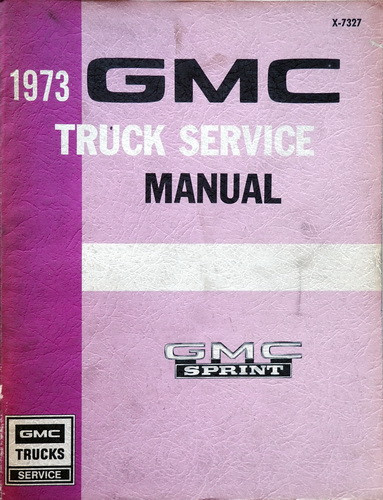 X-7327
1973 GMC
TRUCK SERVICE
MANUAL
GMC
SPRINT
GMC
TRUCKS
SERVICE